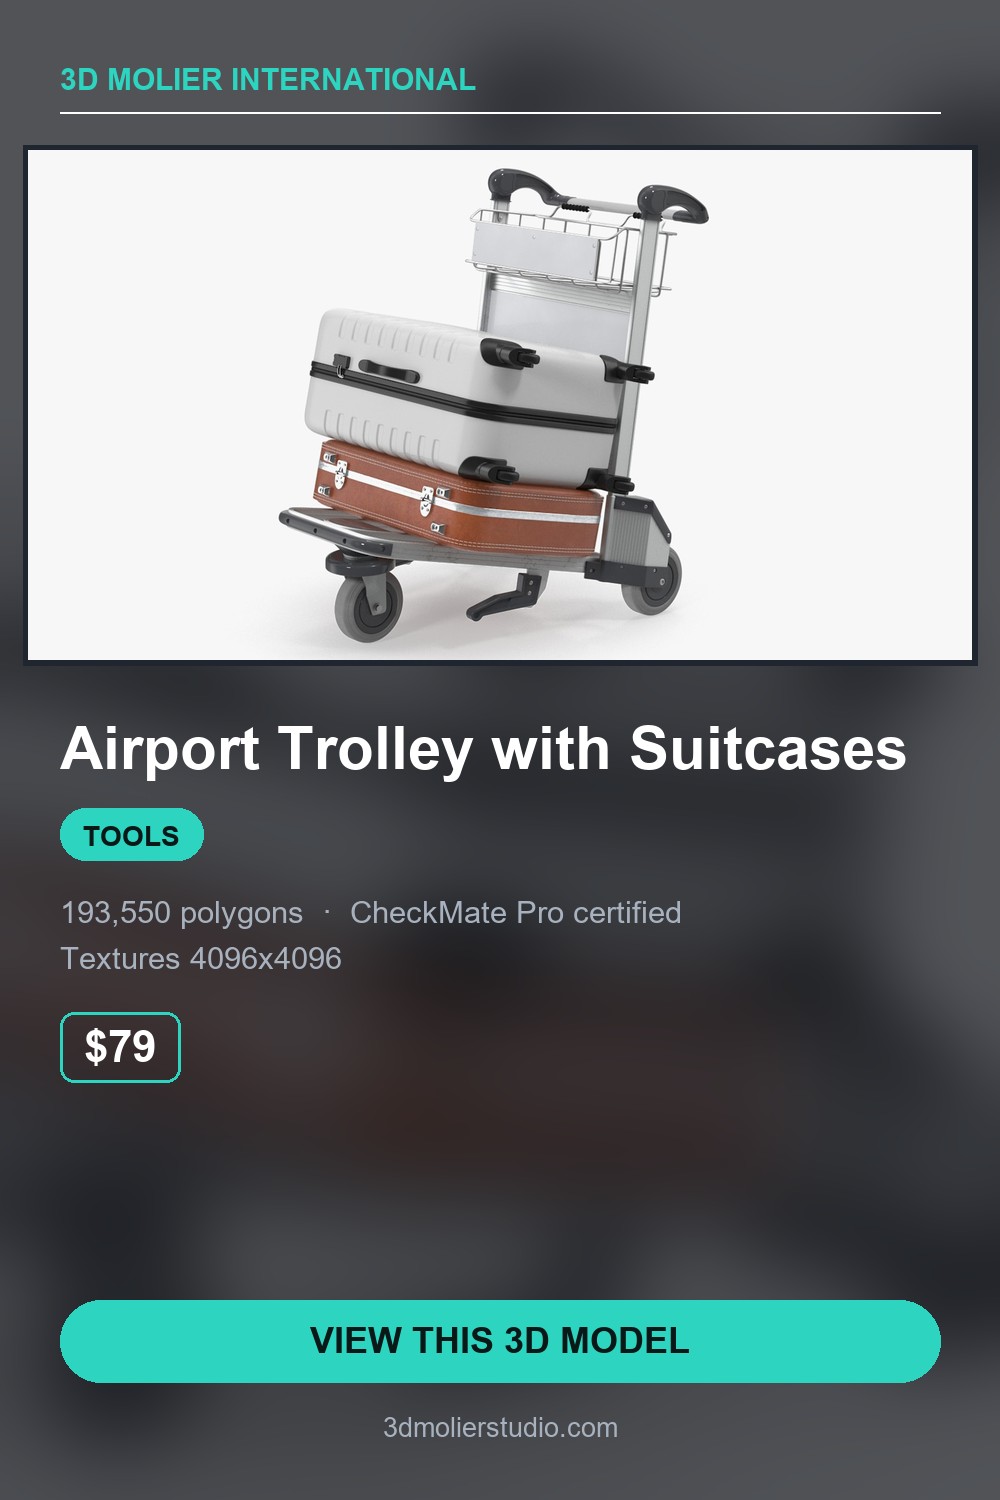 3D MOLIER INTERNATIONAL
Airport Trolley with Suitcases
TOOLS
193,550 polygons · CheckMate Pro certified
Textures 4096x4096
$79
VIEW THIS 3D MODEL
3dmolierstudio.com